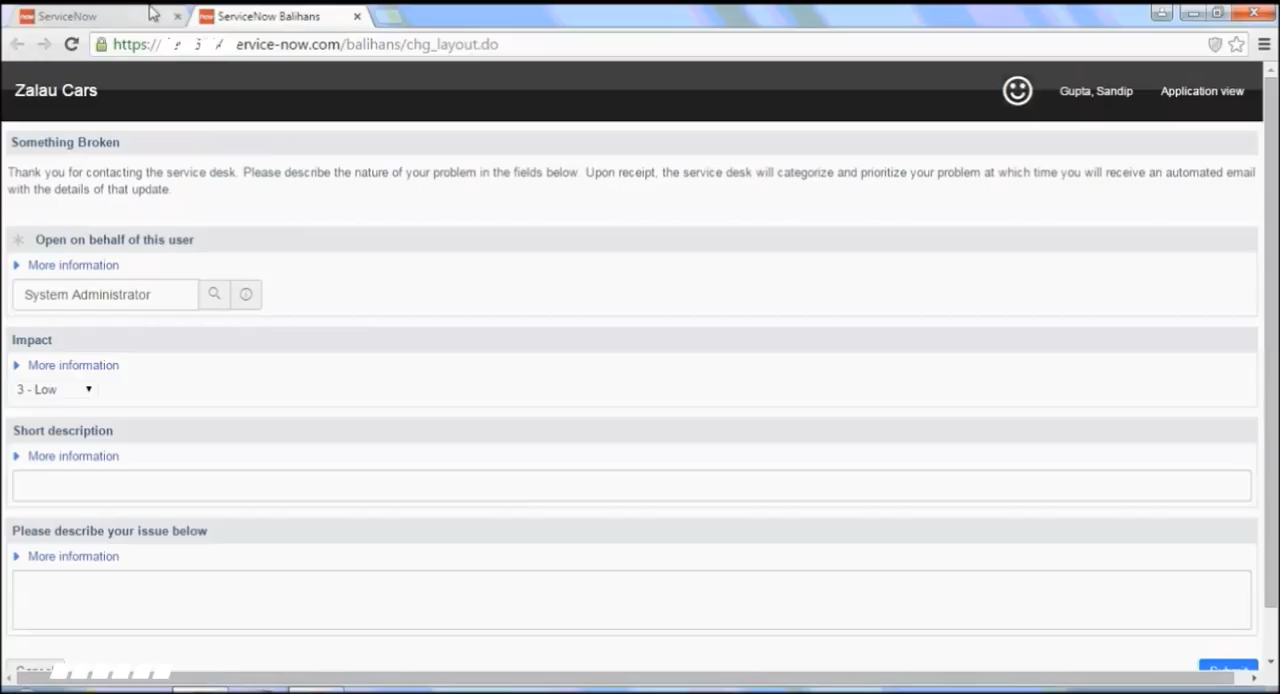 ServiceNow
ServiceNow Balihans
https:// ervice-now.com/balihans/chg_layout.do
Zalau Cars
Gupta, Sandip
Application view
Something Broken
Thank you for contacting the service desk. Please describe the nature of your problem in the fields below. Upon receipt, the service desk will categorize and prioritize your problem at which time you will receive an automated email
with the details of that update.
Open on behalf of this user
More information
System Administrator
Impact
More information
3 - Low
Short description
More information
Please describe your issue below
More information
Submit